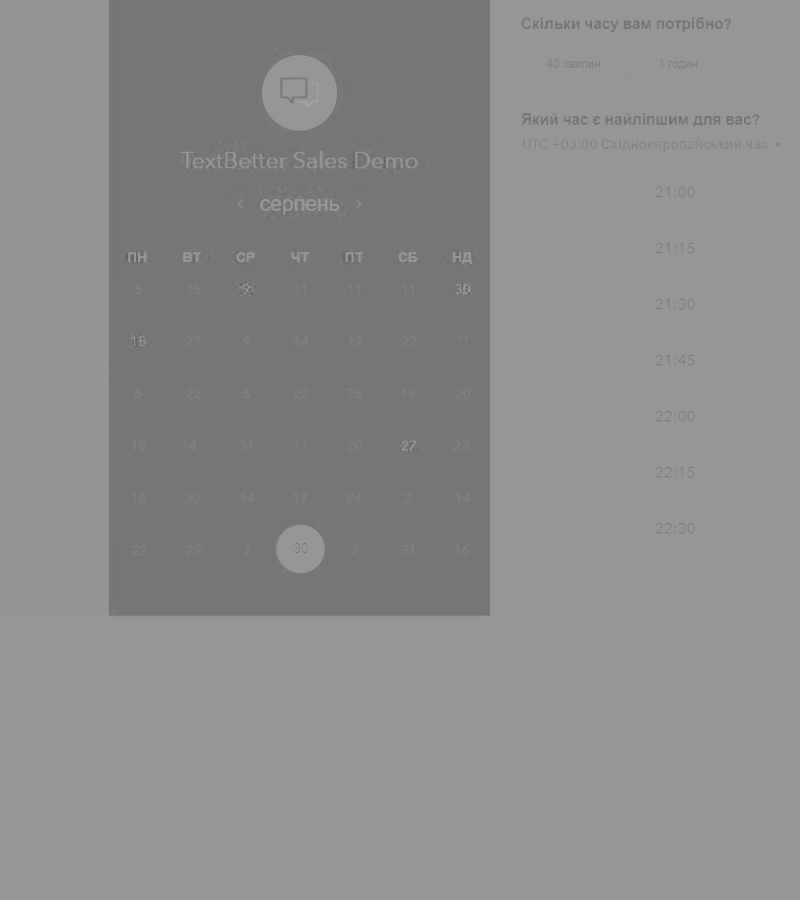 TextBetter Sales Demo
‹ серпень ›
ПН ВТ СР ЧТ ПТ СБ НД
5 15 9 11 11 11 30
15 27 9 14 12 22 11
6 22 5 22 26 19 20
18 4 31 11 20 27 23
16 30 14 17 24 2 14
22 29 7 30 7 31 16
Скільки часу вам потрібно?
40 хвилин 1 годин
Який час є найліпшим для вас?
UTC +03:00 Східноєвропейський час
21:00
21:15
21:30
21:45
22:00
22:15
22:30